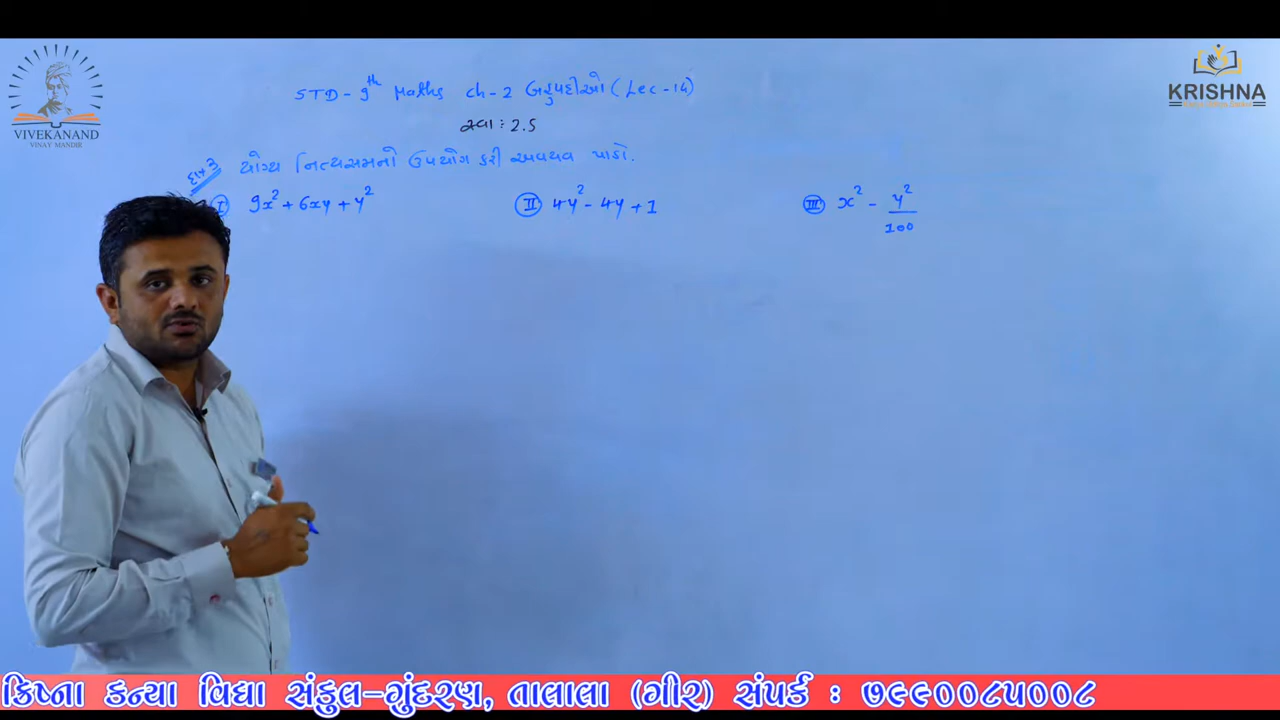 VIVEKANAND
VINAY MANDIR
KRISHNA
STD - 9th Maths ch - 2 બહુપદીઓ (Lec - 14)
સ્વા : 2.5
દા * 3
યોગ્ય નિત્યસમનો ઉપયોગ કરી અવયવ પાડો.
I 9x² + 6xy + y² II 4y² - 4y + 1 III x² - y²/100
ક્રિષ્ના કન્યા વિદ્યા સંકુલ-ગુંદરણ, તાલાલા (ગીર) સંપર્ક : ૭૯૯૦૦૮૫૦૦૮